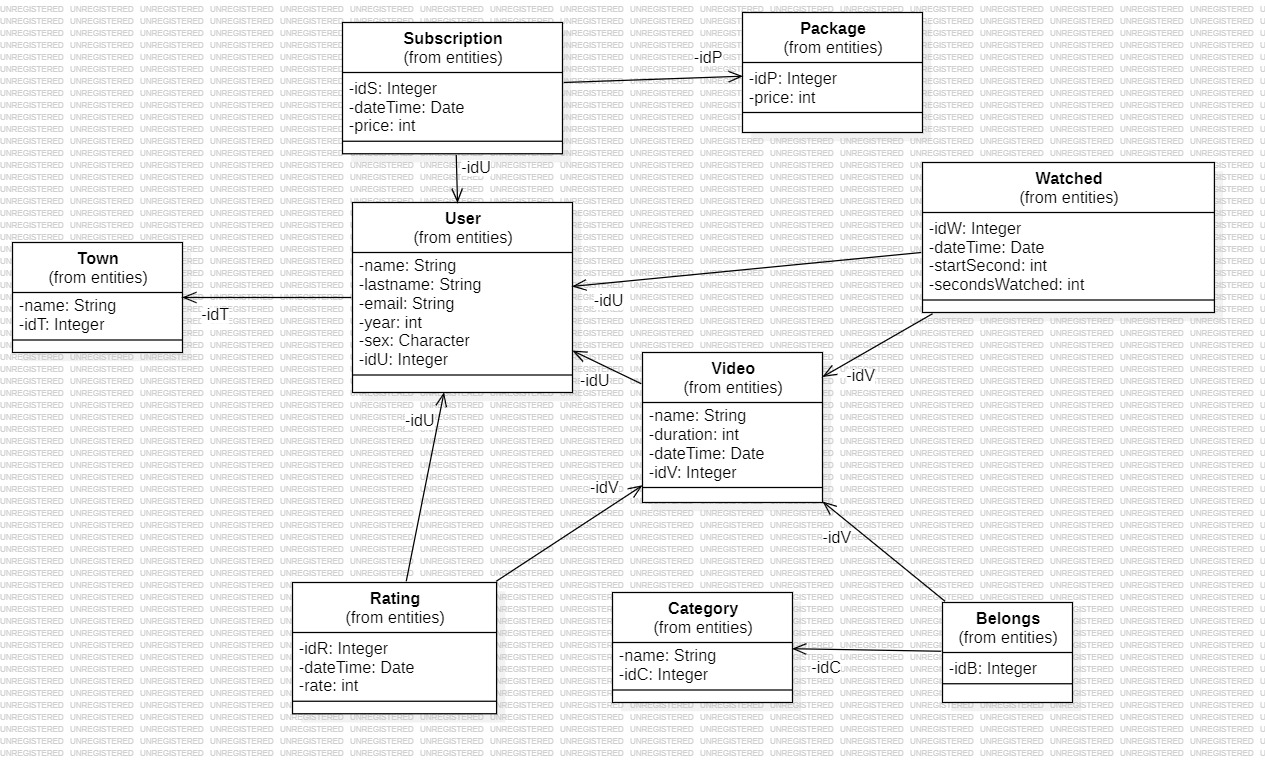 Subscription
(from entities)
-idS: Integer
-dateTime: Date
-price: int
-idP
Package
(from entities)
-idP: Integer
-price: int
-idU
Watched
(from entities)
-idW: Integer
-dateTime: Date
-startSecond: int
-secondsWatched: int
User
(from entities)
-name: String
-lastname: String
-email: String
-year: int
-sex: Character
-idU: Integer
Town
(from entities)
-name: String
-idT: Integer
-idT
-idU
-idU
-idV
Video
(from entities)
-name: String
-duration: int
-dateTime: Date
-idV: Integer
-idU
-idV
-idV
Rating
(from entities)
-idR: Integer
-dateTime: Date
-rate: int
Category
(from entities)
-name: String
-idC: Integer
-idC
Belongs
(from entities)
-idB: Integer
UNREGISTERED